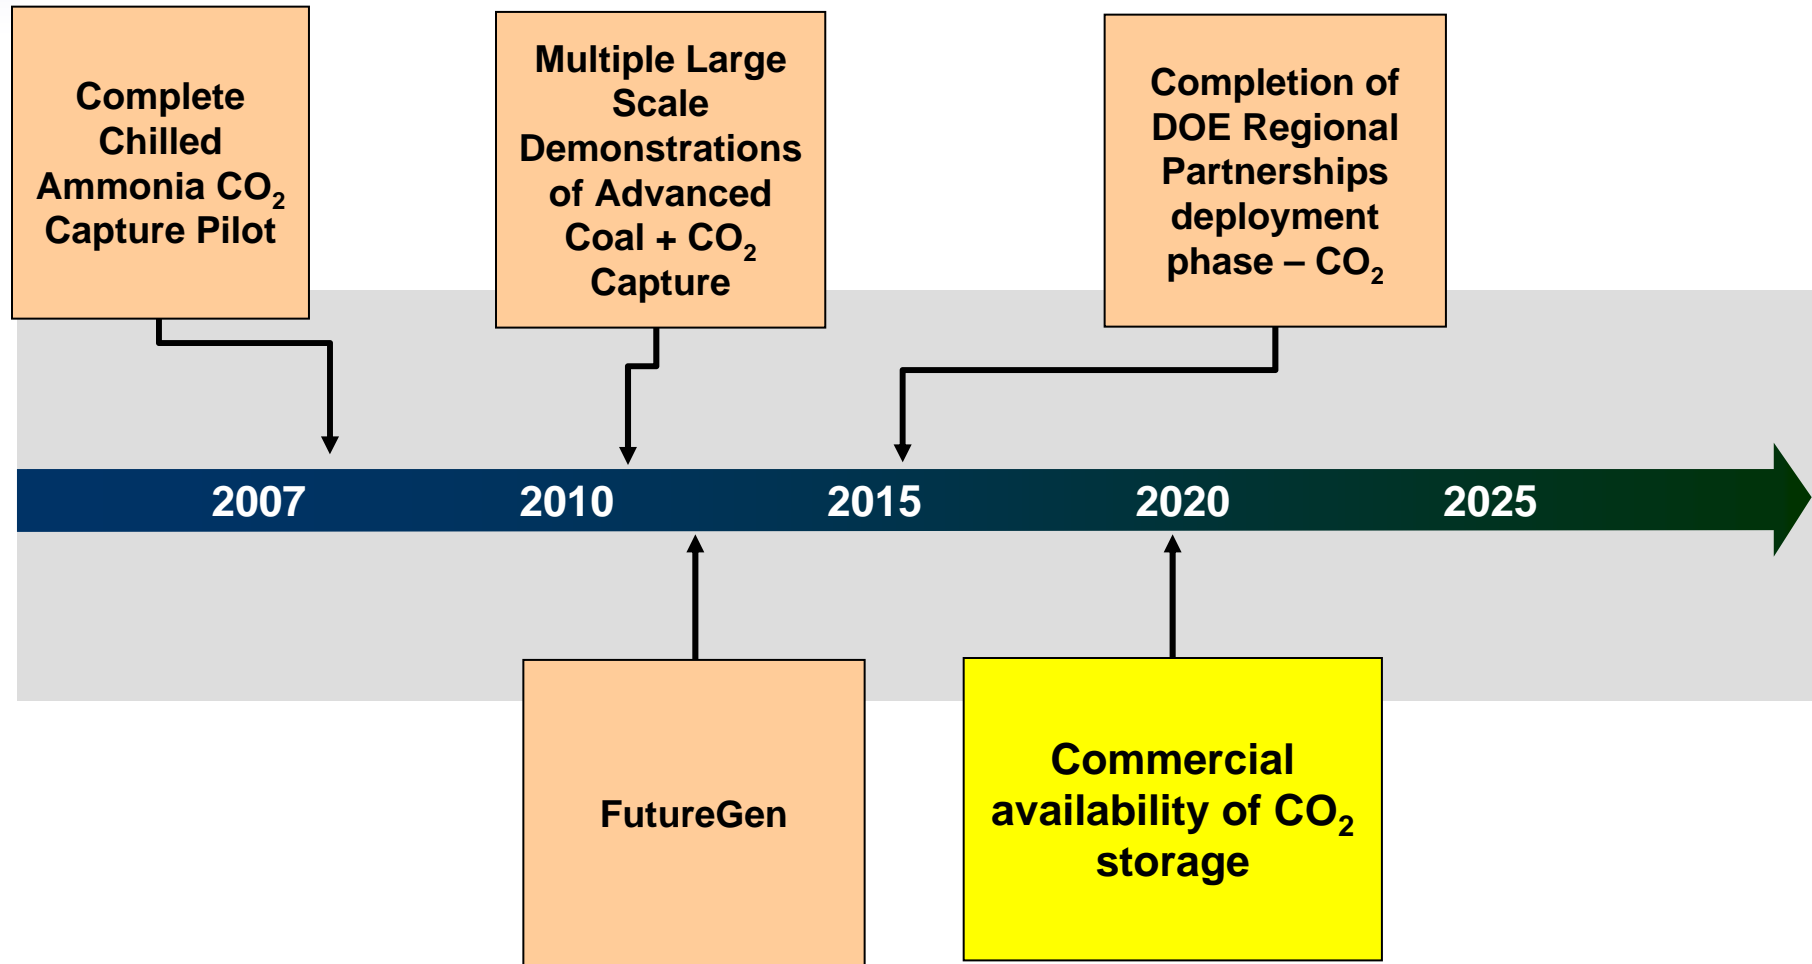 Complete
Chilled
Ammonia CO₂
Capture Pilot
Multiple Large
Scale
Demonstrations
of Advanced
Coal + CO₂
Capture
Completion of
DOE Regional
Partnerships
deployment
phase – CO₂
2007 2010 2015 2020 2025
FutureGen
Commercial
availability of CO₂
storage